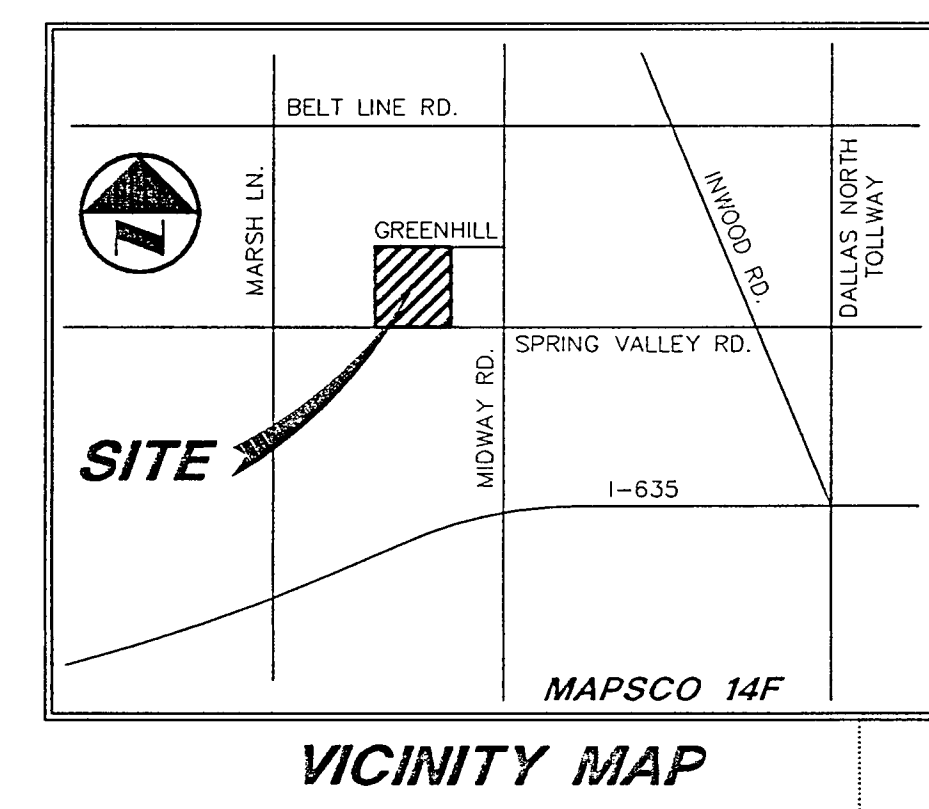 BELT LINE RD.
MARSH LN.
N
GREENHILL
INWOOD RD.
DALLAS NORTH
TOLLWAY
SPRING VALLEY RD.
MIDWAY RD.
SITE
I-635
MAPSCO 14F
VICINITY MAP